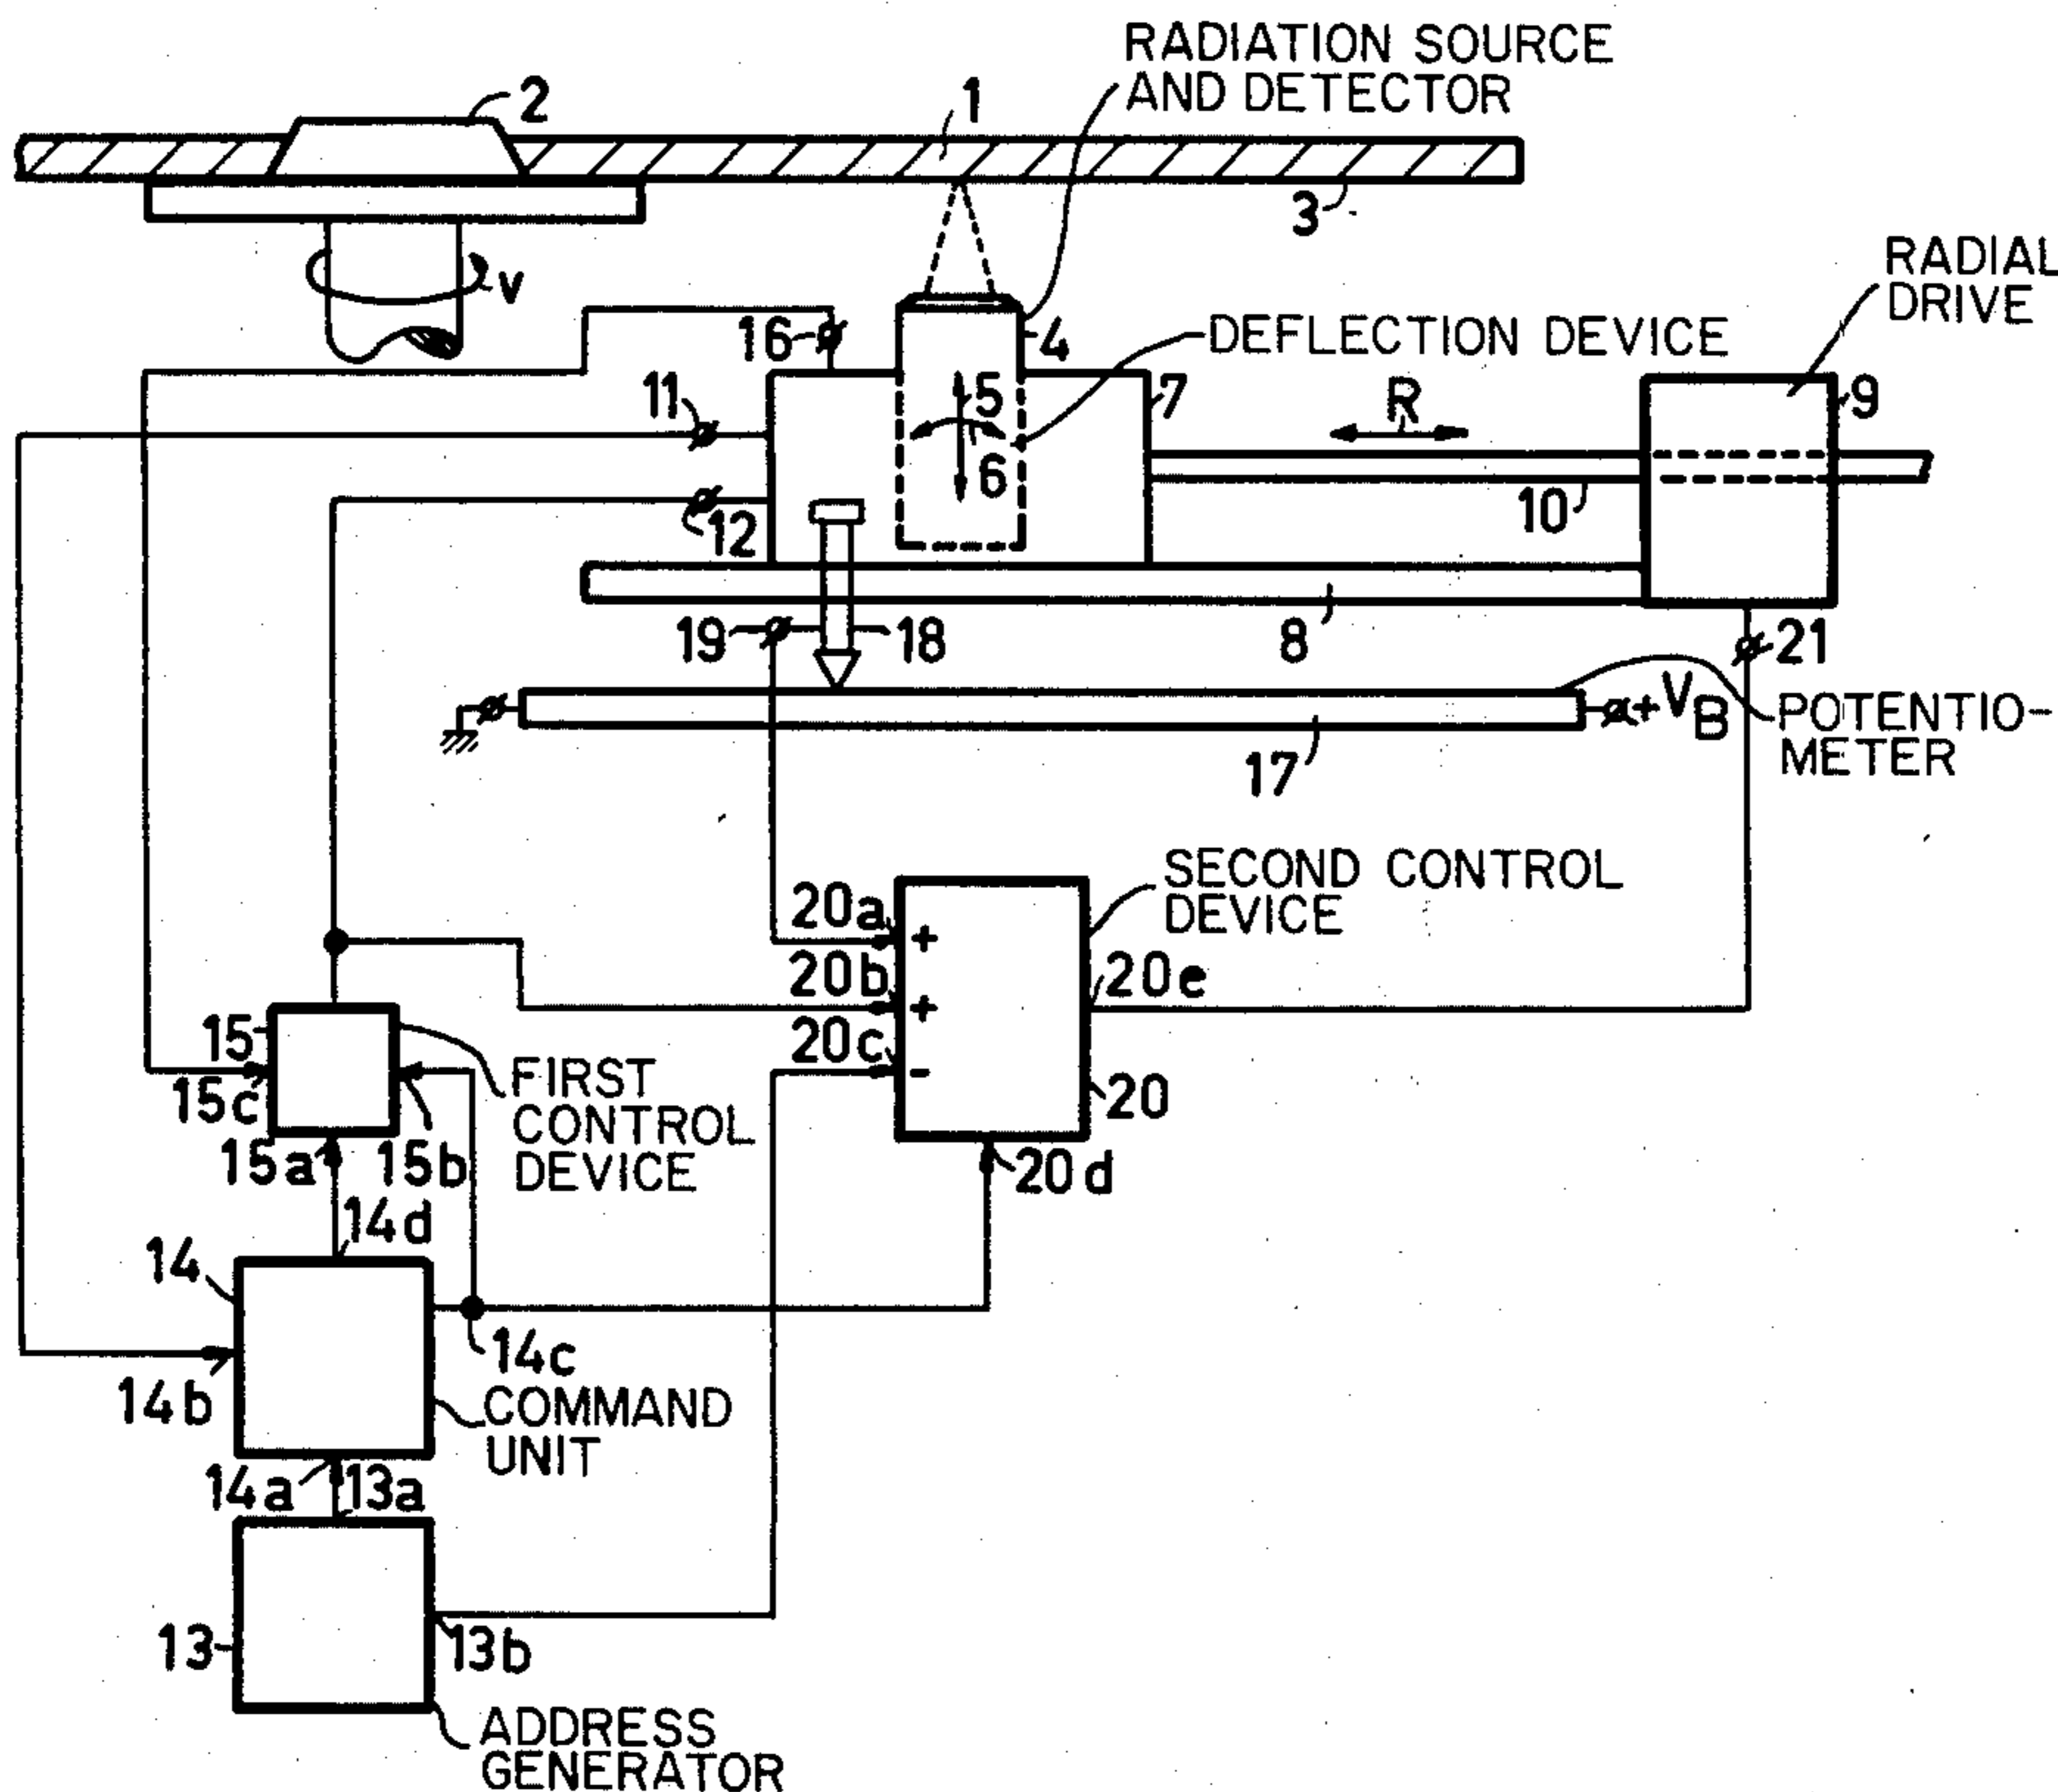 RADIATION SOURCE
AND DETECTOR
2
1
3
v
RADIAL
DRIVE
16
4
DEFLECTION DEVICE
11
5
7
R
9
6
12
10
19
18
8
21
+VB
POTENTIO-
METER
17
SECOND CONTROL
DEVICE
20a
+
20b
20e
+
20c
-
15
FIRST
CONTROL
DEVICE
15c
20
15a
15b
20d
14d
14
14c
14b
COMMAND
UNIT
14a
13a
13
13b
ADDRESS
GENERATOR